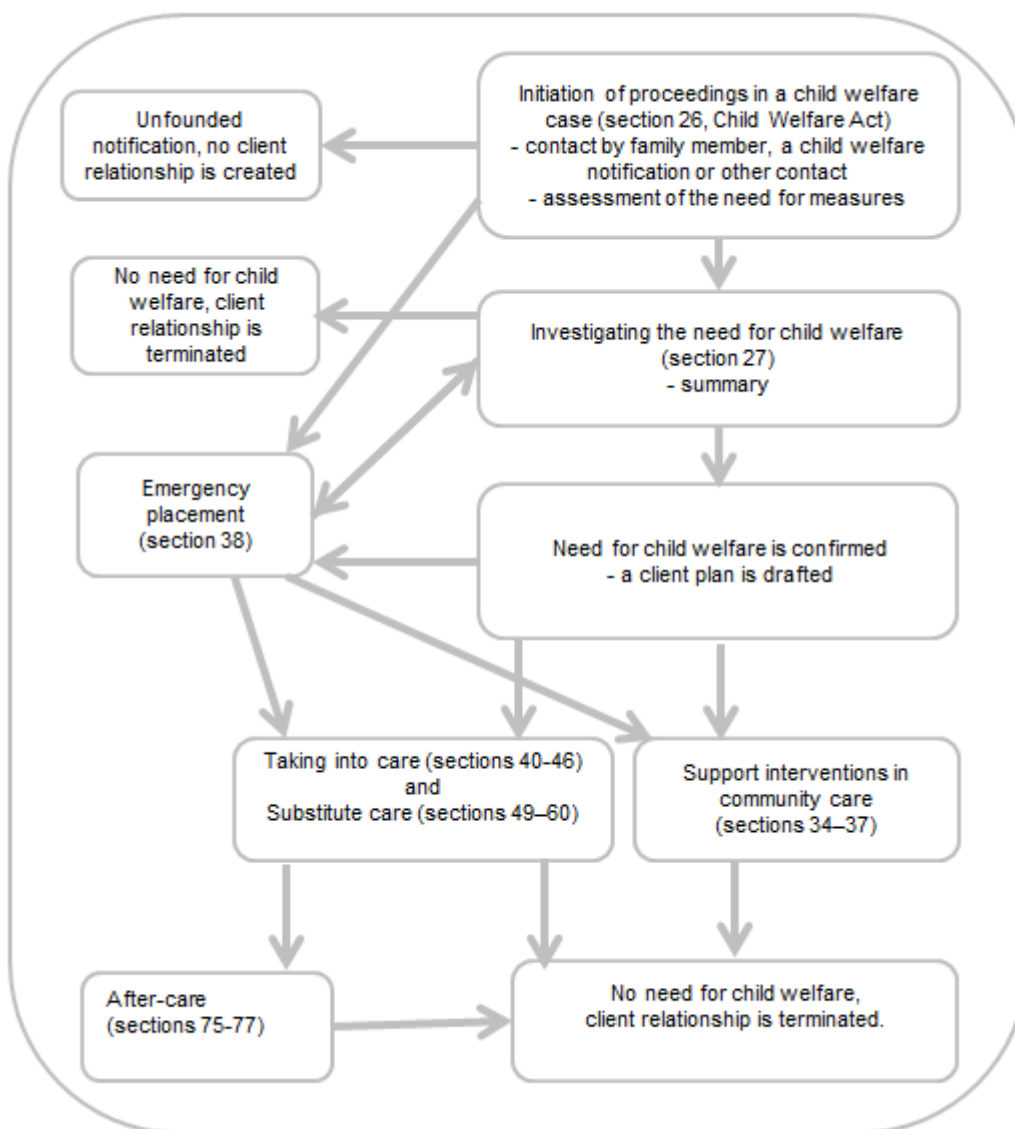 Unfounded
notification, no client
relationship is created
Initiation of proceedings in a child welfare
case (section 26, Child Welfare Act)
- contact by family member, a child welfare
notification or other contact
- assessment of the need for measures
No need for child
welfare, client
relationship is
terminated
Investigating the need for child welfare
(section 27)
- summary
Emergency
placement
(section 38)
Need for child welfare is confirmed
- a client plan is drafted
Taking into care (sections 40-46)
and
Substitute care (sections 49–60)
Support interventions in
community care
(sections 34–37)
After-care
(sections 75-77)
No need for child welfare,
client relationship is terminated.